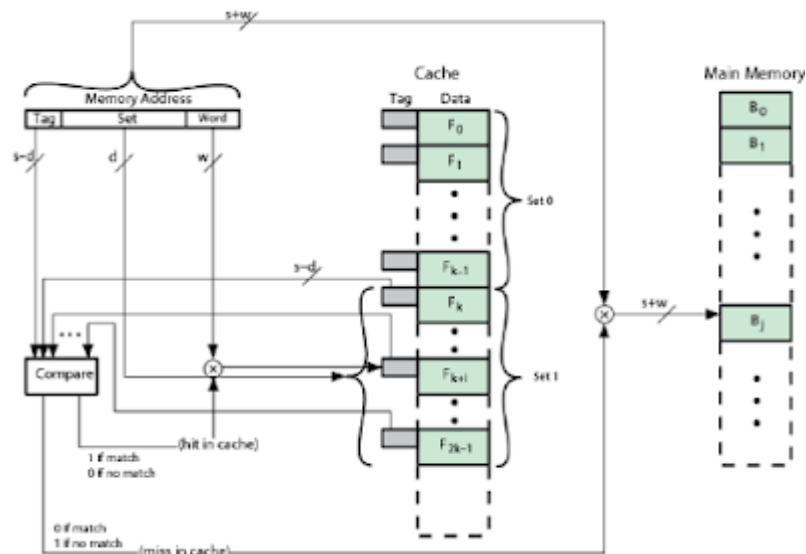 s+w
Cache
Main Memory
Memory Address
Tag Data
Tag Set Word
F0
B0
s–d
d
w
F1
B1
Set 0
s–d
Fk–1
Fk
s+w
Bj
Compare
Fk+i
Set 1
(hit in cache)
1 if match
0 if no match
F2k–1
0 if match
1 if no match
(miss in cache)